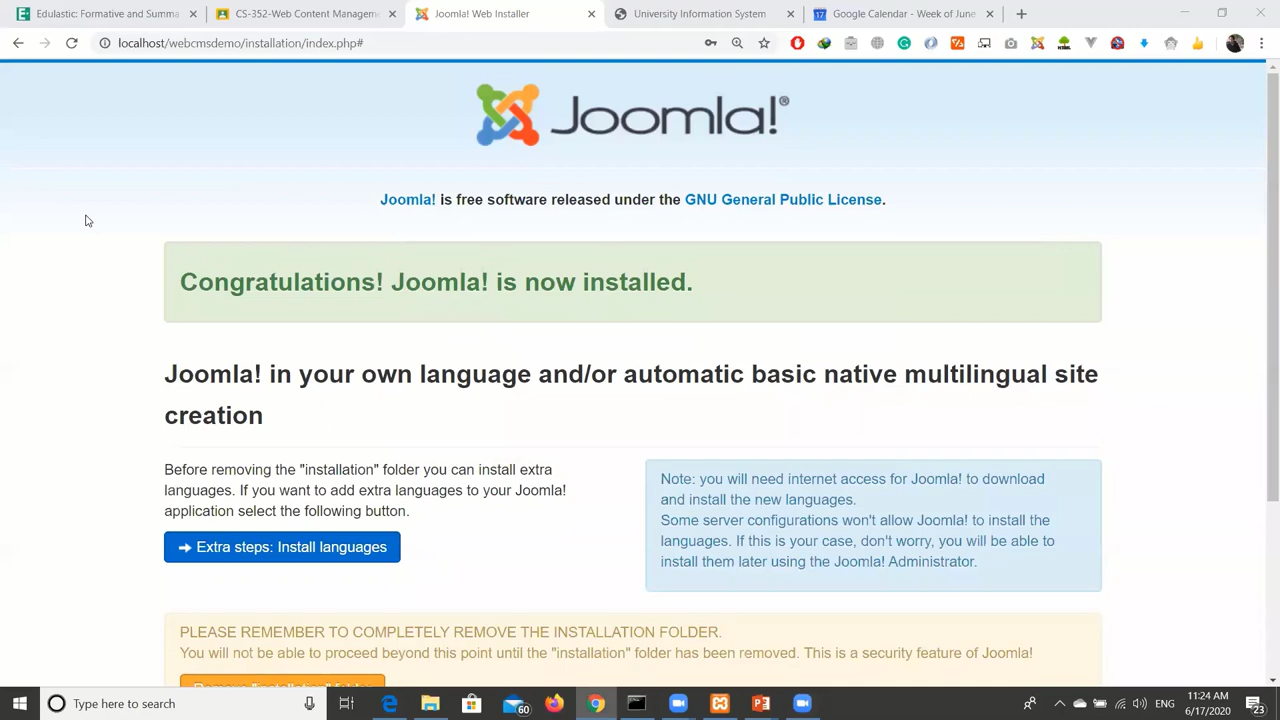 Edulastic: Formative and Summa
CS-352-Web Content Managem
Joomla! Web Installer
University Information System
Google Calendar - Week of June
localhost/webcmsdemo/installation/index.php#
Joomla!®
Joomla! is free software released under the GNU General Public License.
Congratulations! Joomla! is now installed.
Joomla! in your own language and/or automatic basic native multilingual site
creation
Before removing the "installation" folder you can install extra
languages. If you want to add extra languages to your Joomla!
application select the following button.
Extra steps: Install languages
Note: you will need internet access for Joomla! to download
and install the new languages.
Some server configurations won't allow Joomla! to install the
languages. If this is your case, don't worry, you will be able to
install them later using the Joomla! Administrator.
PLEASE REMEMBER TO COMPLETELY REMOVE THE INSTALLATION FOLDER.
You will not be able to proceed beyond this point until the "installation" folder has been removed. This is a security feature of Joomla!
Remove "installation" folder
Type here to search
60
ENG
11:24 AM
6/17/2020
23